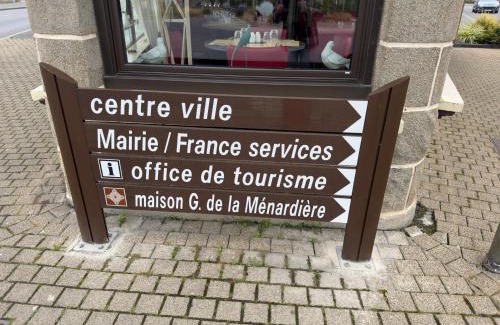 centre ville
Mairie / France services
i office de tourisme
maison G. de la Ménardière